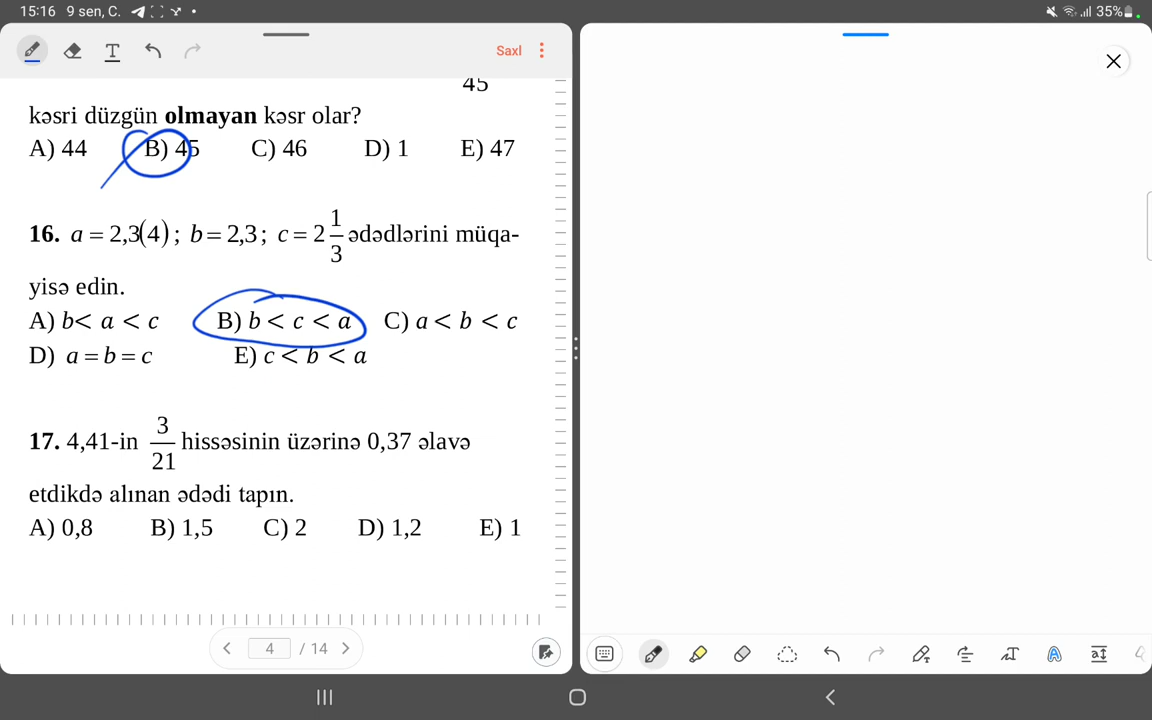 15:16 9 sen, C.
35%
Saxl
45
kəsri düzgün olmayan kəsr olar?
A) 44 B) 45 C) 46 D) 1 E) 47
16. a = 2,3(4) ; b = 2,3 ; c = 2 1/3 ədədlərini müqa-
yisə edin.
A) b< a < c B) b < c < a C) a < b < c
D) a = b = c E) c < b < a
17. 4,41-in 3/21 hissəsinin üzərinə 0,37 əlavə
etdikdə alınan ədədi tapın.
A) 0,8 B) 1,5 C) 2 D) 1,2 E) 1
4 / 14